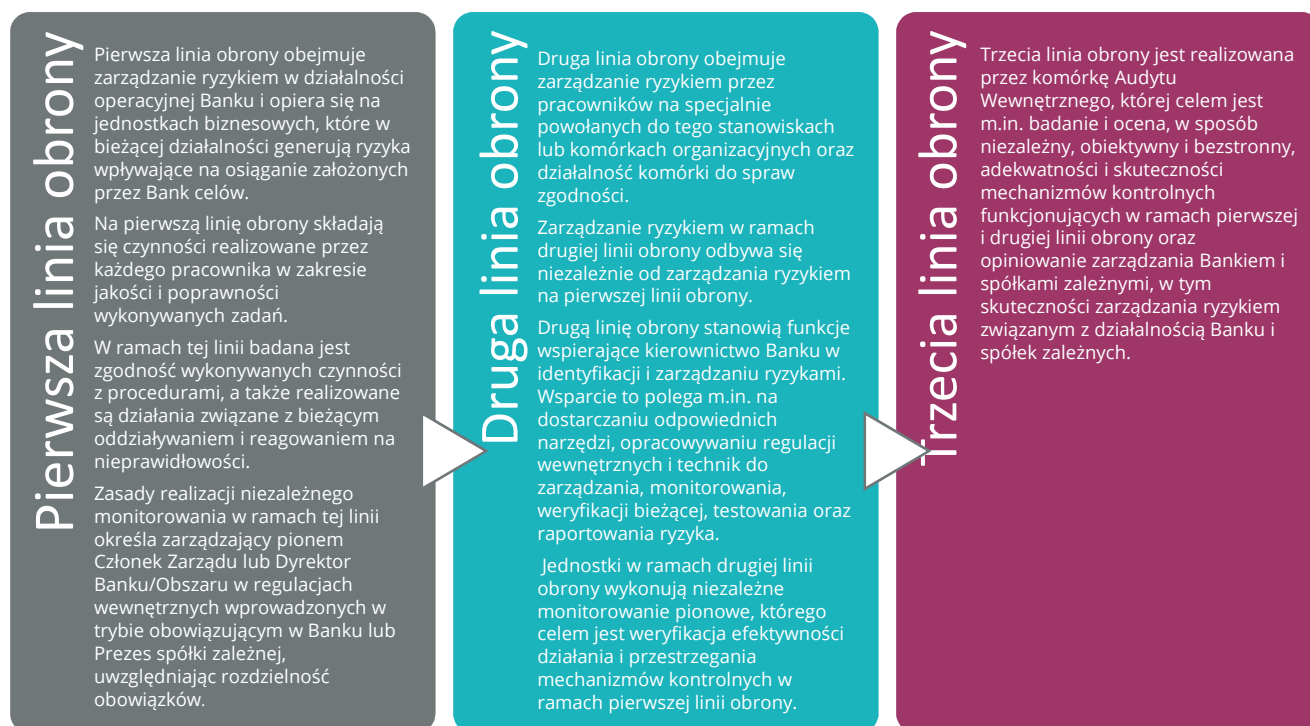 Pierwsza linia obrony
Pierwsza linia obrony obejmuje
zarządzanie ryzykiem w działalności
operacyjnej Banku i opiera się na
jednostkach biznesowych, które w
bieżącej działalności generują ryzyka
wpływające na osiąganie założonych
przez Bank celów.
Na pierwszą linię obrony składają
się czynności realizowane przez
każdego pracownika w zakresie
jakości i poprawności
wykonywanych zadań.
W ramach tej linii badana jest
zgodność wykonywanych czynności
z procedurami, a także realizowane
są działania związane z bieżącym
oddziaływaniem i reagowaniem na
nieprawidłowości.
Zasady realizacji niezależnego
monitorowania w ramach tej linii
określa zarządzający pionem
Członek Zarządu lub Dyrektor
Banku/Obszaru w regulacjach
wewnętrznych wprowadzonych w
trybie obowiązującym w Banku lub
Prezes spółki zależnej,
uwzględniając rozdzielność
obowiązków.
Druga linia obrony
Druga linia obrony obejmuje
zarządzanie ryzykiem przez
pracowników na specjalnie
powołanych do tego stanowiskach
lub komórkach organizacyjnych oraz
działalność komórki do spraw
zgodności.
Zarządzanie ryzykiem w ramach
drugiej linii obrony odbywa się
niezależnie od zarządzania ryzykiem
na pierwszej linii obrony.
Drugą linię obrony stanowią funkcje
wspierające kierownictwo Banku w
identyfikacji i zarządzaniu ryzykami.
Wsparcie to polega m.in. na
dostarczaniu odpowiednich
narzędzi, opracowywaniu regulacji
wewnętrznych i technik do
zarządzania, monitorowania,
weryfikacji bieżącej, testowania oraz
raportowania ryzyka.
Jednostki w ramach drugiej linii
obrony wykonują niezależne
monitorowanie pionowe, którego
celem jest weryfikacja efektywności
działania i przestrzegania
mechanizmów kontrolnych w
ramach pierwszej linii obrony.
Trzecia linia obrony
Trzecia linia obrony jest realizowana
przez komórkę Audytu
Wewnętrznego, której celem jest
m.in. badanie i ocena, w sposób
niezależny, obiektywny i bezstronny,
adekwatności i skuteczności
mechanizmów kontrolnych
funkcjonujących w ramach pierwszej
i drugiej linii obrony oraz
opiniowanie zarządzania Bankiem i
spółkami zależnymi, w tym
skuteczności zarządzania ryzykiem
związanym z działalnością Banku i
spółek zależnych.